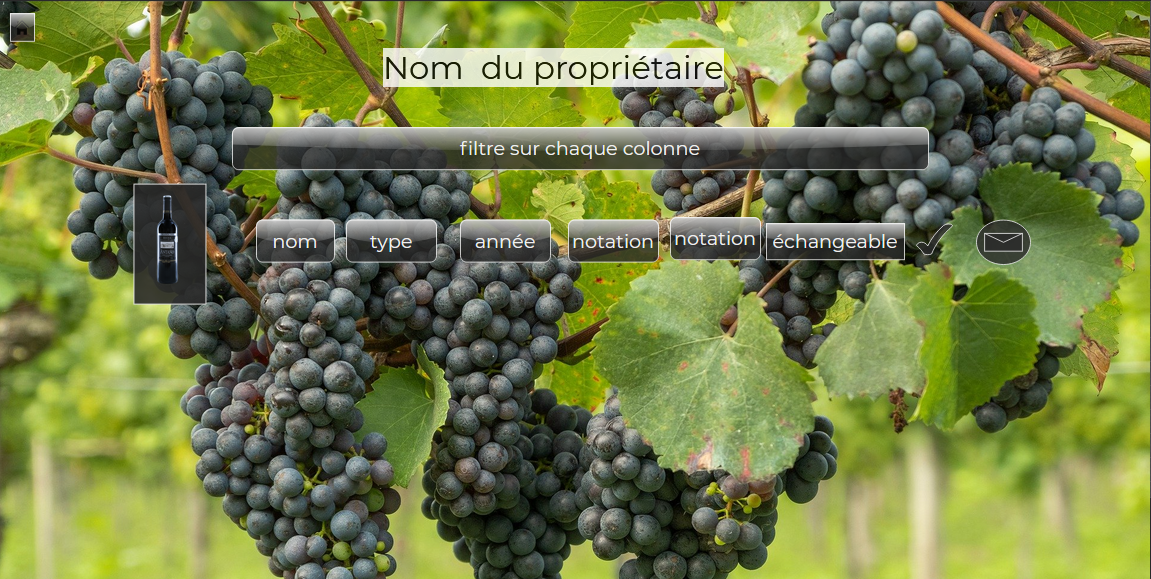 Nom  du propriétaire
filtre sur chaque colonne
nom type année notation notation échangeable